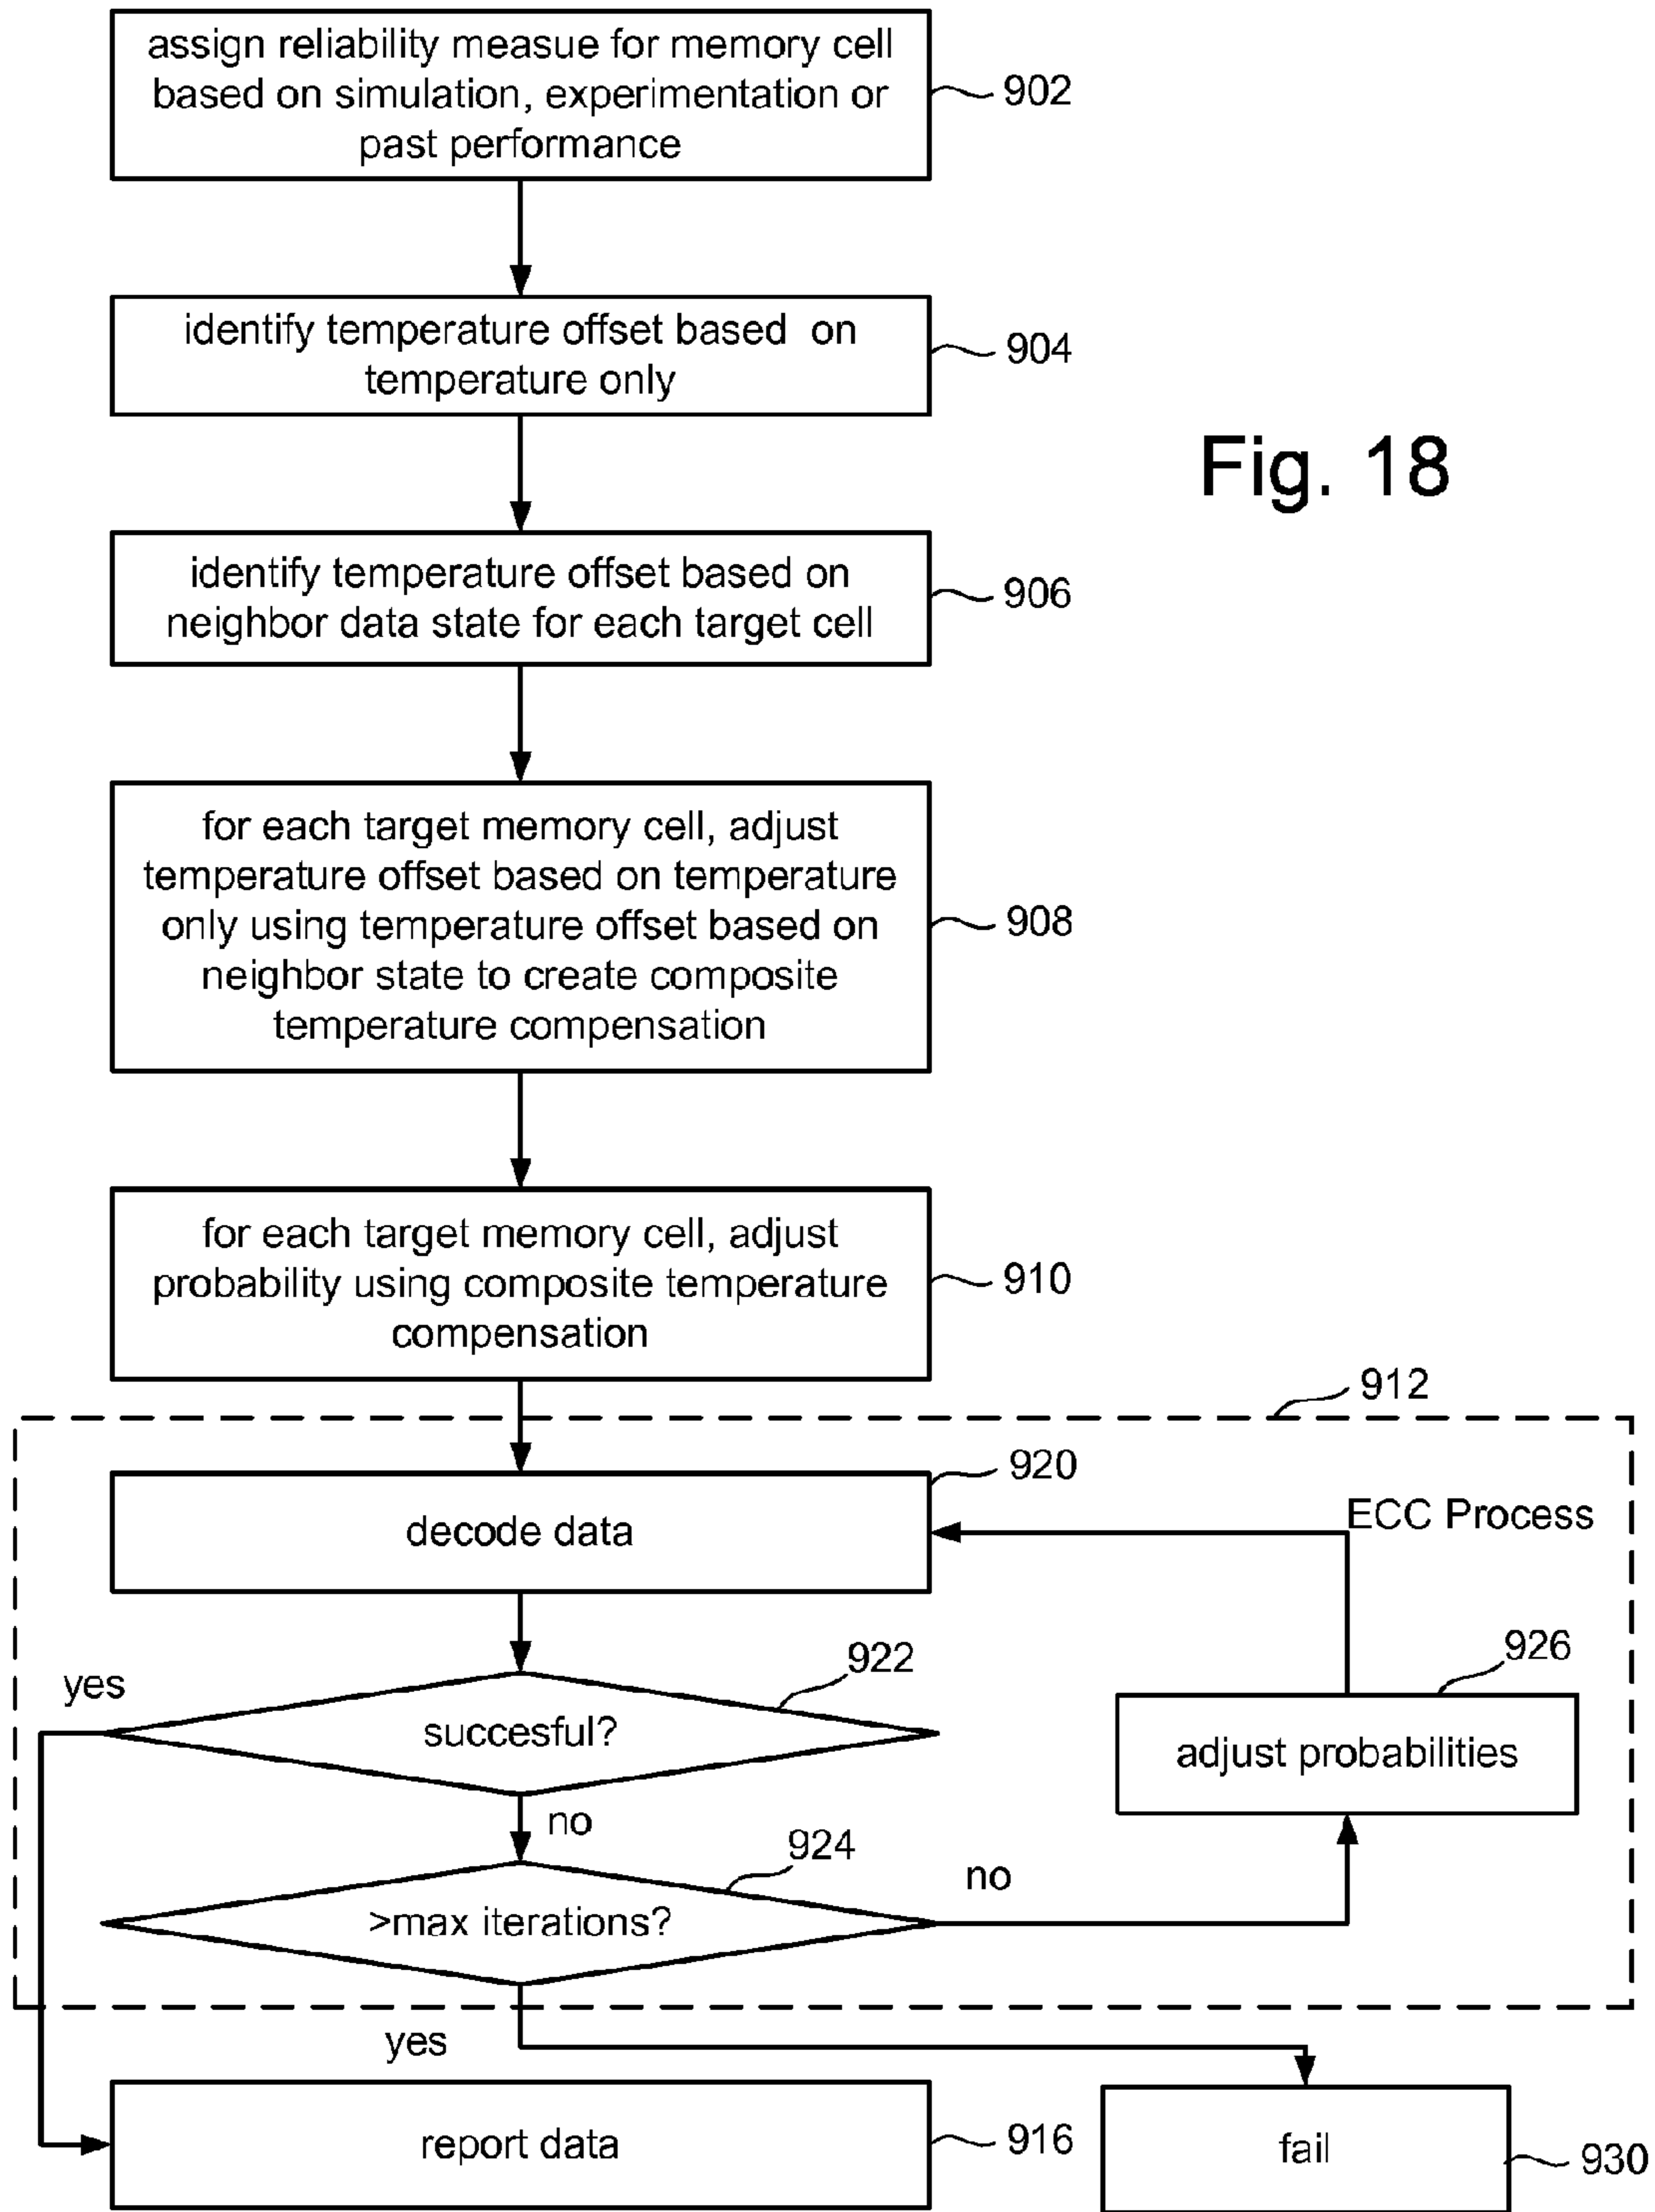 assign reliability measue for memory cell
based on simulation, experimentation or
past performance
902
identify temperature offset based on
temperature only
904
Fig. 18
identify temperature offset based on
neighbor data state for each target cell
906
for each target memory cell, adjust
temperature offset based on temperature
only using temperature offset based on
neighbor state to create composite
temperature compensation
908
for each target memory cell, adjust
probability using composite temperature
compensation
910
912
decode data
920
ECC Process
yes
succesful?
922
926
adjust probabilities
no
924
>max iterations?
no
yes
report data
916
fail
930